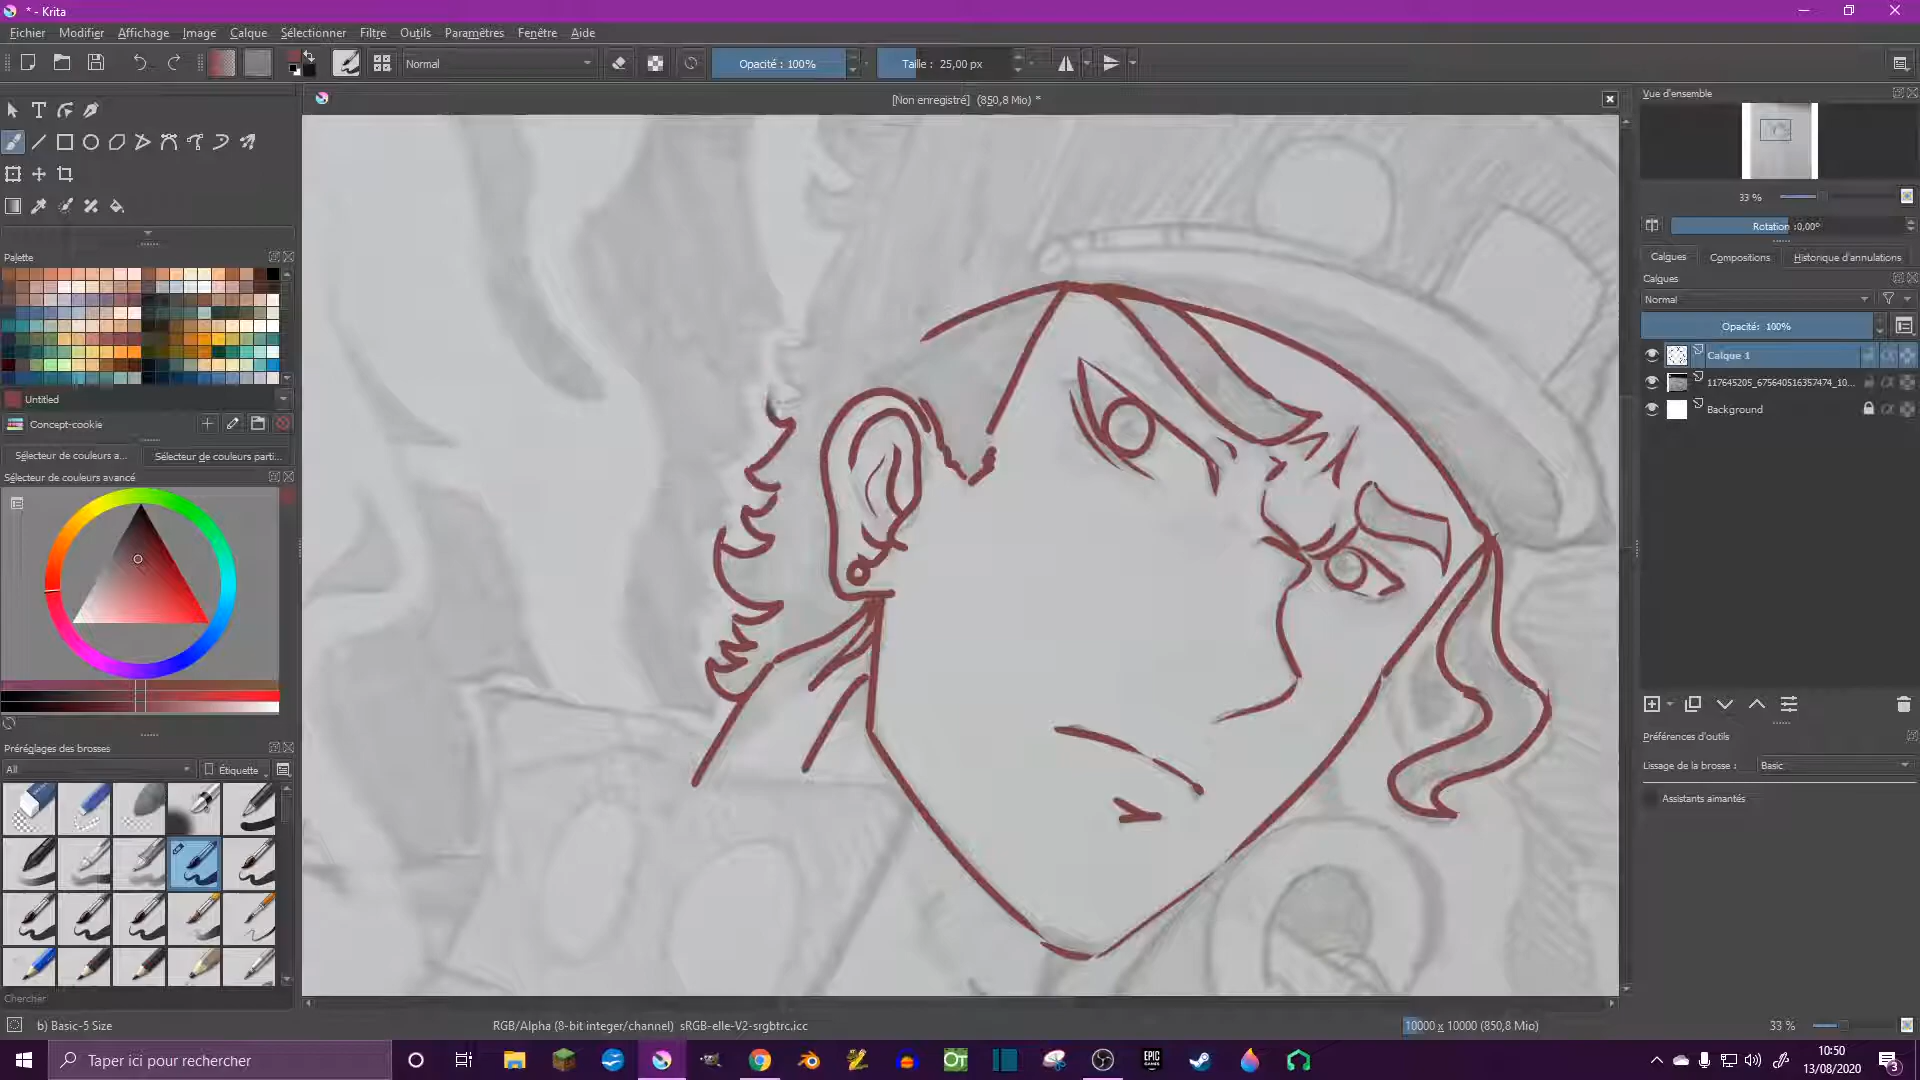 * - Krita
Fichier Modifier Affichage Image Calque Sélectionner Filtre Outils Paramètres Fenêtre Aide
Normal Opacité : 100% Taille : 25,00 px
[Non enregistré] (850,8 Mio) *
Vue d'ensemble
33 %
Rotation :0,00°
Calques Compositions Historique d'annulations
Calques
Normal
Opacité: 100%
Calque 1
117645205_675640516357474_10...
Background
Préférences d'outils
Lissage de la brosse : Basic
Assistants aimantés
Palette
Untitled
Concept-cookie
Sélecteur de couleurs a... Sélecteur de couleurs parti...
Sélecteur de couleurs avancé
Préréglages des brosses
All Étiquette
Chercher
b) Basic-5 Size
RGB/Alpha (8-bit integer/channel) sRGB-elle-V2-srgbtrc.icc
10000 x 10000 (850,8 Mio)
33 %
Taper ici pour rechercher
OT
EPIC GAMES
10:50
13/08/2020
3